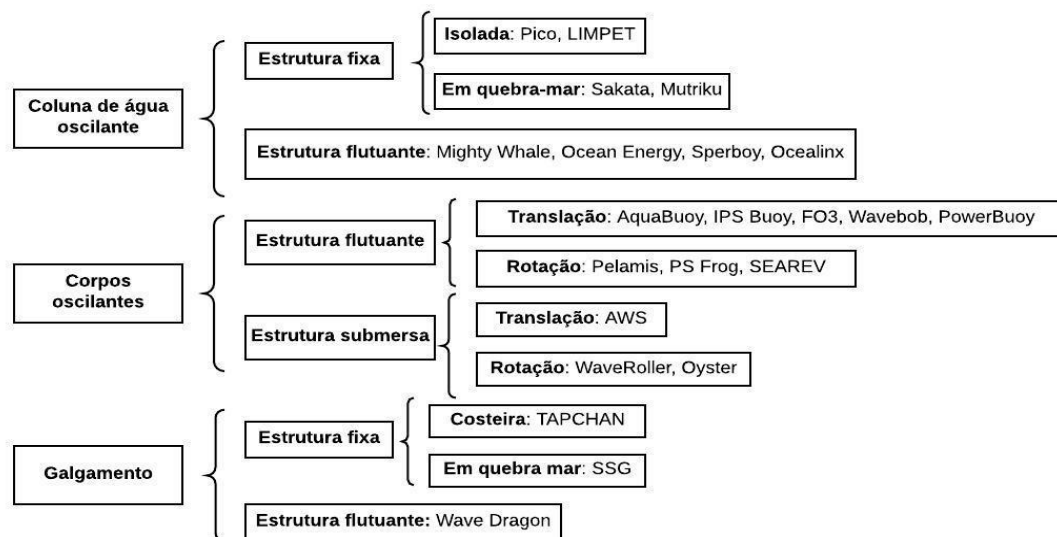 Coluna de água
oscilante
Estrutura fixa
Isolada: Pico, LIMPET
Em quebra-mar: Sakata, Mutriku
Estrutura flutuante: Mighty Whale, Ocean Energy, Sperboy, Ocealinx
Corpos
oscilantes
Estrutura flutuante
Translação: AquaBuoy, IPS Buoy, FO3, Wavebob, PowerBuoy
Rotação: Pelamis, PS Frog, SEAREV
Estrutura submersa
Translação: AWS
Rotação: WaveRoller, Oyster
Galgamento
Estrutura fixa
Costeira: TAPCHAN
Em quebra mar: SSG
Estrutura flutuante: Wave Dragon